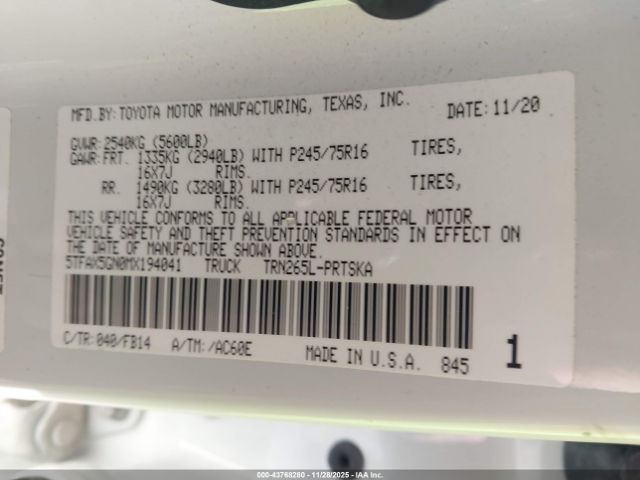 MFD.BY: TOYOTA MOTOR MANUFACTURING, TEXAS, INC. DATE: 11/20
GVWR: 2540KG (5600LB)
GAWR: FRT. 1335KG (2940LB) WITH P245/75R16 TIRES,
16X7J RIMS.
RR. 1490KG (3280LB) WITH P245/75R16 TIRES,
16X7J RIMS.
THIS VEHICLE CONFORMS TO ALL APPLICABLE FEDERAL MOTOR
VEHICLE SAFETY AND THEFT PREVENTION STANDARDS IN EFFECT ON
THE DATE OF MANUFACTURE SHOWN ABOVE.
5TFAX5GN0MX194041 TRUCK TRN265L-PRTSKA
C/TR: 040/FB14 A/TM: /AC60E MADE IN U.S.A. 845 1
000-43768260 | 11/28/2025 - IAAI.COM